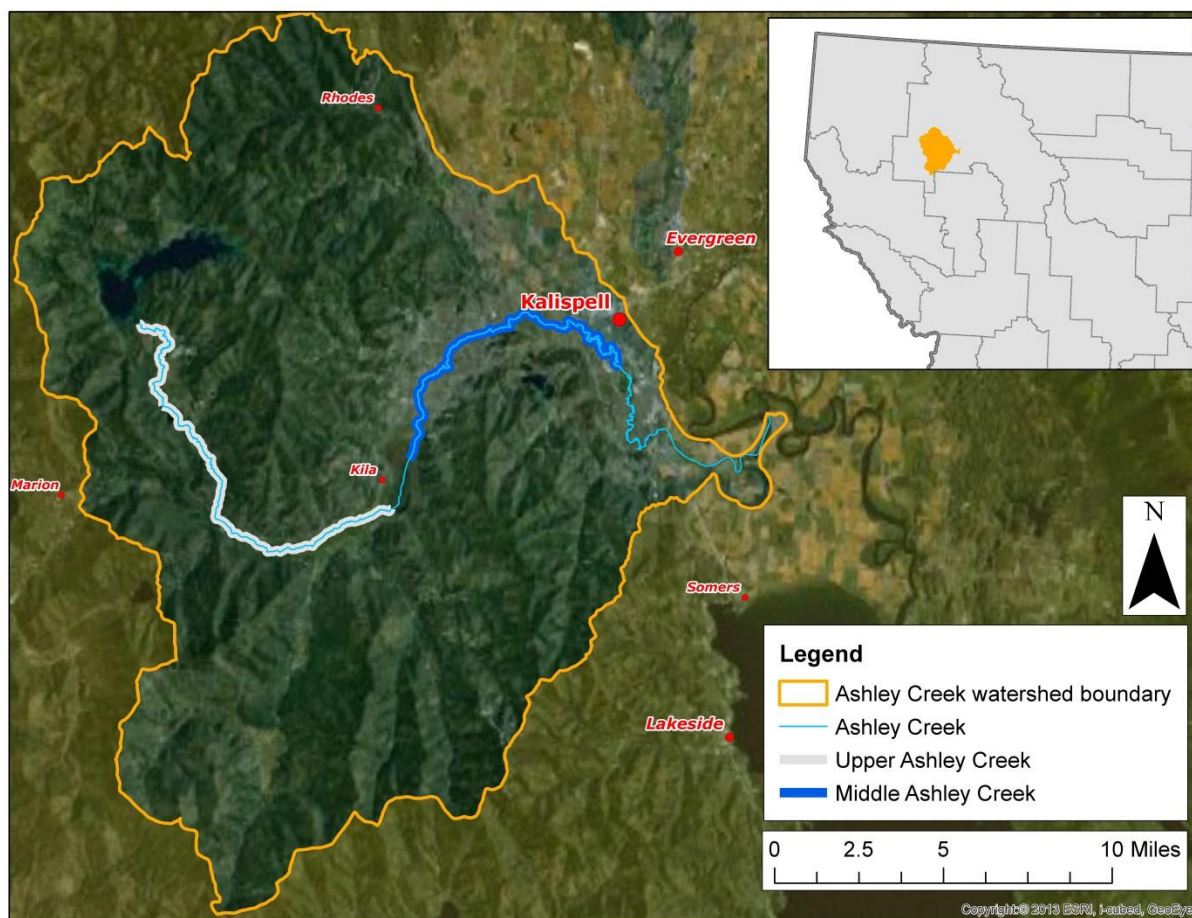 Rhodes
Evergreen
Kalispell
Kila
Marion
Somers
Lakeside
N
Legend
Ashley Creek watershed boundary
Ashley Creek
Upper Ashley Creek
Middle Ashley Creek
0 2.5 5 10 Miles
Copyright:© 2013 ESRI, i-cubed, GeoEye